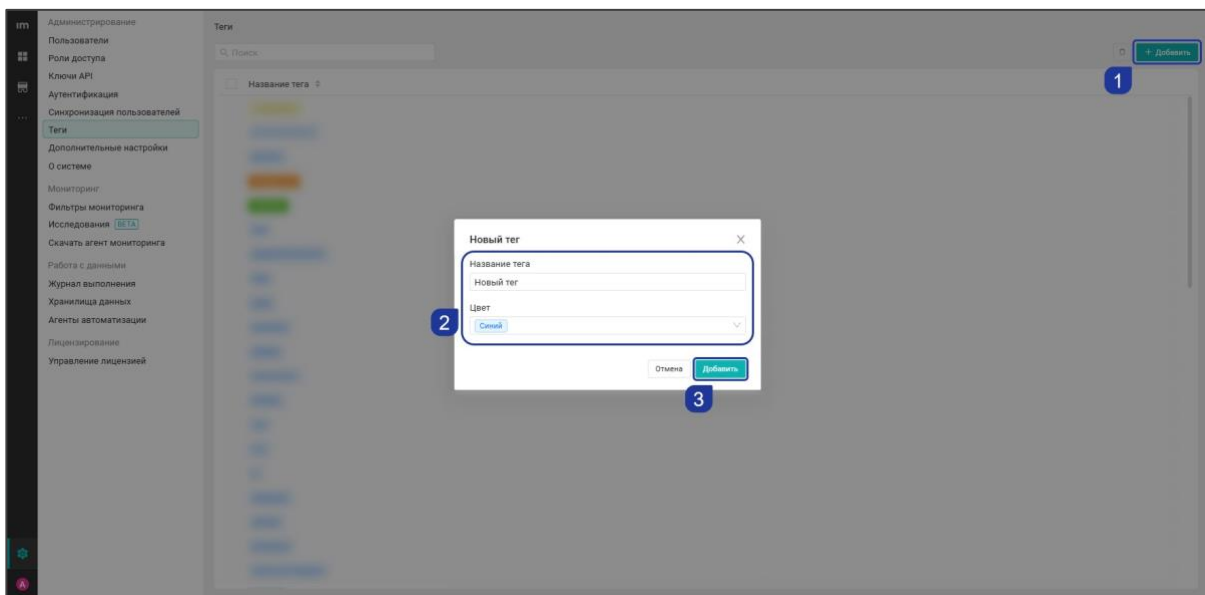 im
Администрирование
Пользователи
Роли доступа
Ключи API
Аутентификация
Синхронизация пользователей
Теги
Дополнительные настройки
О системе
Мониторинг
Фильтры мониторинга
Исследования BETA
Скачать агент мониторинга
Работа с данными
Журнал выполнения
Хранилища данных
Агенты автоматизации
Лицензирование
Управление лицензией
A
Теги
Поиск
+ Добавить
1
Название тега
Новый тег
Название тега
Новый тег
Цвет
Синий
2
Отмена
Добавить
3